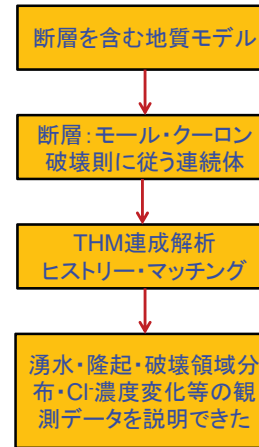 断層を含む地質モデル
断層：モール・クーロン
破壊則に従う連続体
THM連成解析
ヒストリー・マッチング
湧水・隆起・破壊領域分
布・Cl⁻濃度変化等の観
測データを説明できた